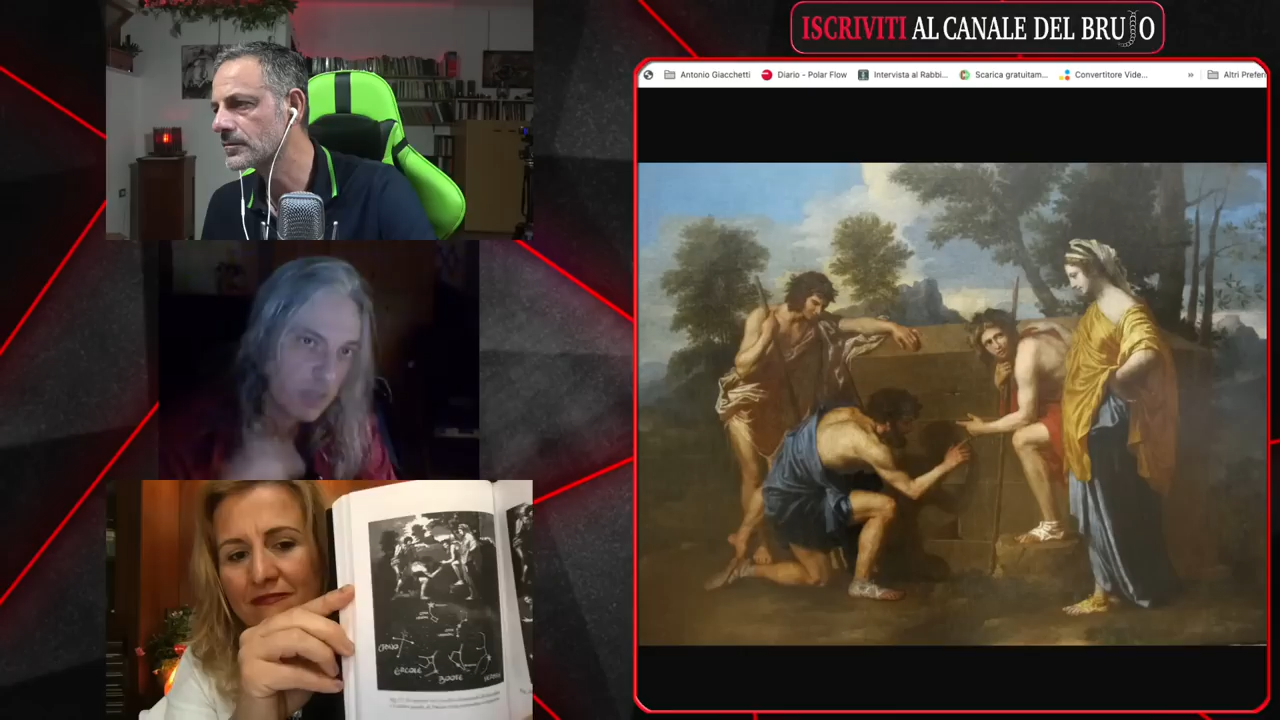 ISCRIVITI AL CANALE DEL BRUJO
Antonio Giacchetti
Diario - Polar Flow
Intervista al Rabbi...
Scarica gratuitam...
Convertitore Vide...
»
Altri Prefer
ERCOLE
BOOTE